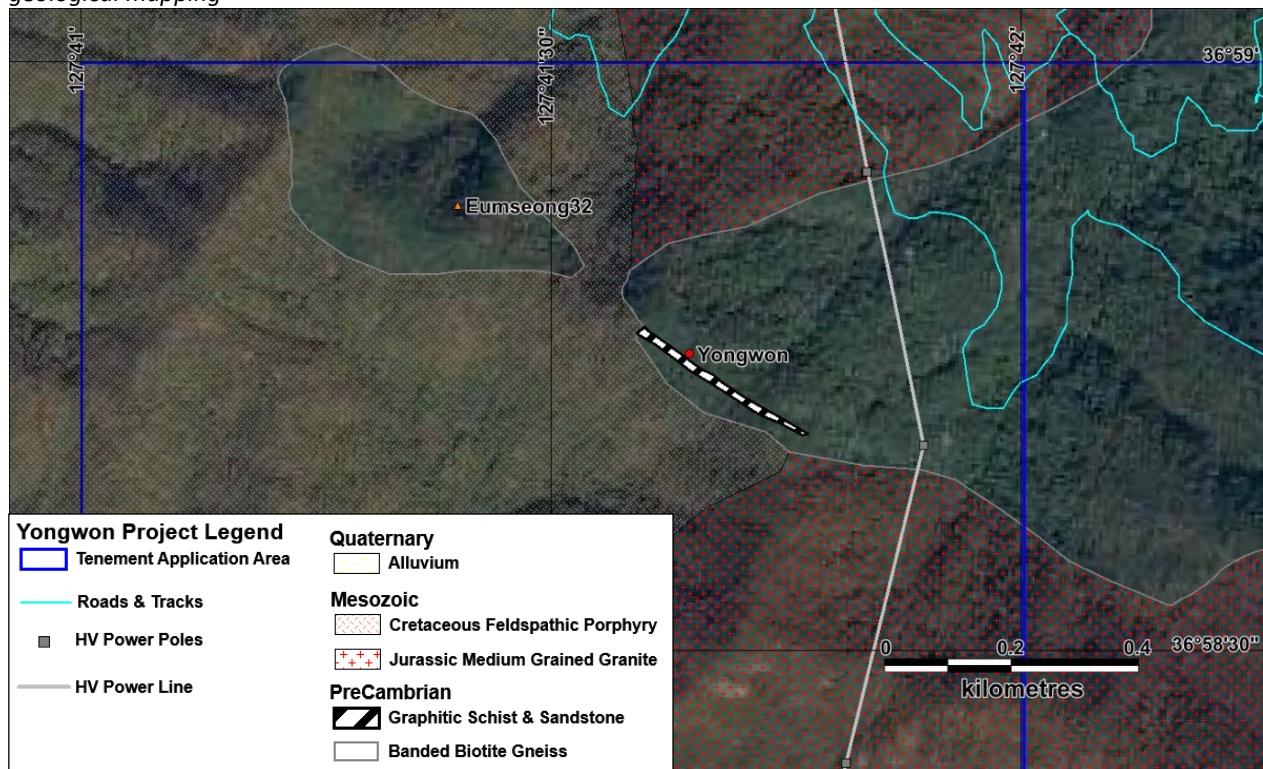 geological mapping
127°41'
127°41'30"
127°42'
36°59'
Eumseong32
Yongwon
36°58'30"
0 0.2 0.4
kilometres
Yongwon Project Legend
Tenement Application Area
Roads & Tracks
HV Power Poles
HV Power Line
Quaternary
Alluvium
Mesozoic
Cretaceous Feldspathic Porphyry
Jurassic Medium Grained Granite
PreCambrian
Graphitic Schist & Sandstone
Banded Biotite Gneiss